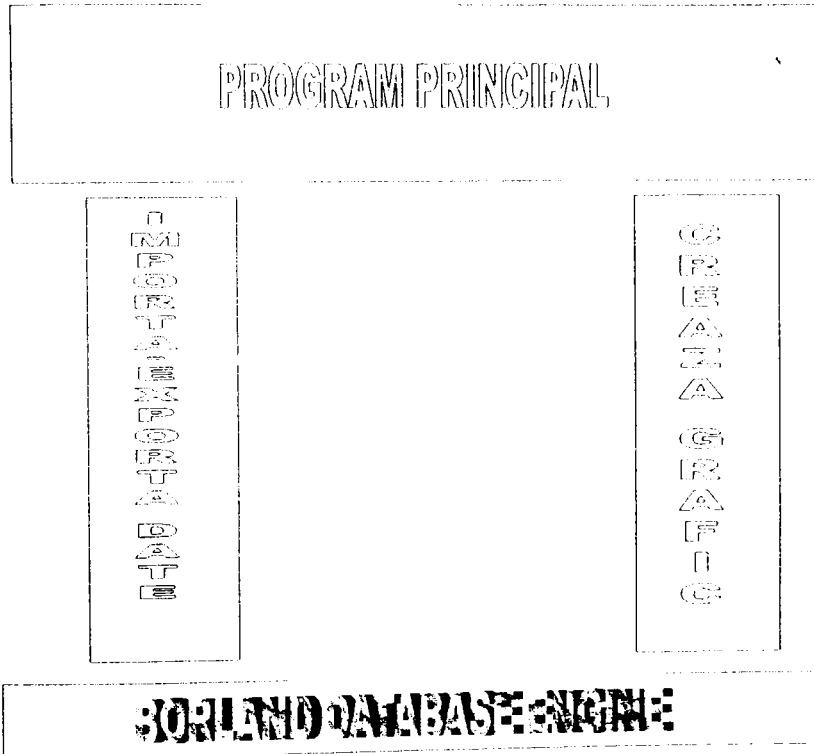 PROGRAM PRINCIPAL
IMPORTA-EXPORTA DATE
CREAZA GRAFIC
BORLAND DATABASE ENGINE